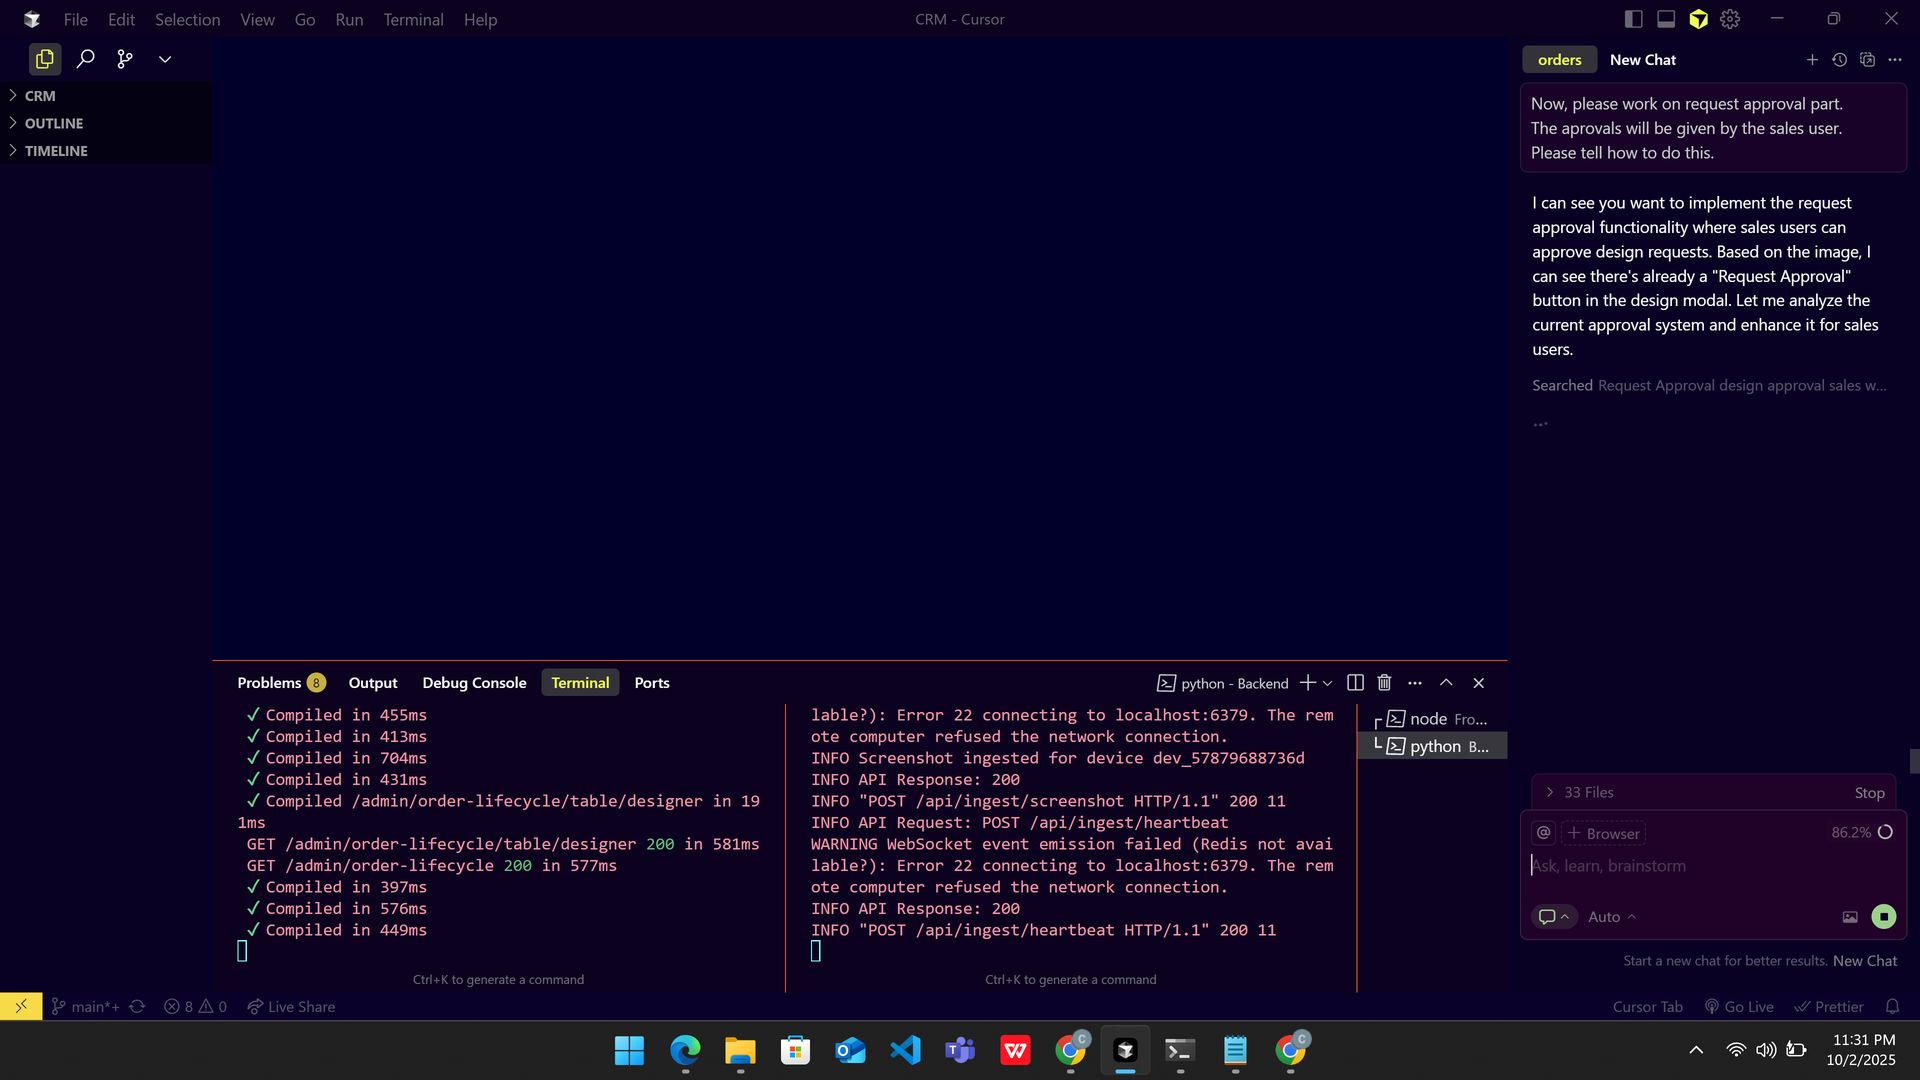 File Edit Selection View Go Run Terminal Help
CRM - Cursor
CRM
OUTLINE
TIMELINE
orders New Chat
Now, please work on request approval part.
The aprovals will be given by the sales user.
Please tell how to do this.
I can see you want to implement the request
approval functionality where sales users can
approve design requests. Based on the image, I
can see there's already a "Request Approval"
button in the design modal. Let me analyze the
current approval system and enhance it for sales
users.
Searched Request Approval design approval sales w...
Problems 8 Output Debug Console Terminal Ports
python - Backend
✓ Compiled in 455ms
✓ Compiled in 413ms
✓ Compiled in 704ms
✓ Compiled in 431ms
✓ Compiled /admin/order-lifecycle/table/designer in 19
1ms
GET /admin/order-lifecycle/table/designer 200 in 581ms
GET /admin/order-lifecycle 200 in 577ms
✓ Compiled in 397ms
✓ Compiled in 576ms
✓ Compiled in 449ms
Ctrl+K to generate a command
lable?): Error 22 connecting to localhost:6379. The rem
ote computer refused the network connection.
INFO Screenshot ingested for device dev_57879688736d
INFO API Response: 200
INFO "POST /api/ingest/screenshot HTTP/1.1" 200 11
INFO API Request: POST /api/ingest/heartbeat
WARNING WebSocket event emission failed (Redis not avai
lable?): Error 22 connecting to localhost:6379. The rem
ote computer refused the network connection.
INFO API Response: 200
INFO "POST /api/ingest/heartbeat HTTP/1.1" 200 11
Ctrl+K to generate a command
node Fro...
python B...
33 Files Stop
@ + Browser 86.2%
Ask, learn, brainstorm
Auto
Start a new chat for better results. New Chat
main*+ 8 0 Live Share
Cursor Tab Go Live Prettier
11:31 PM
10/2/2025